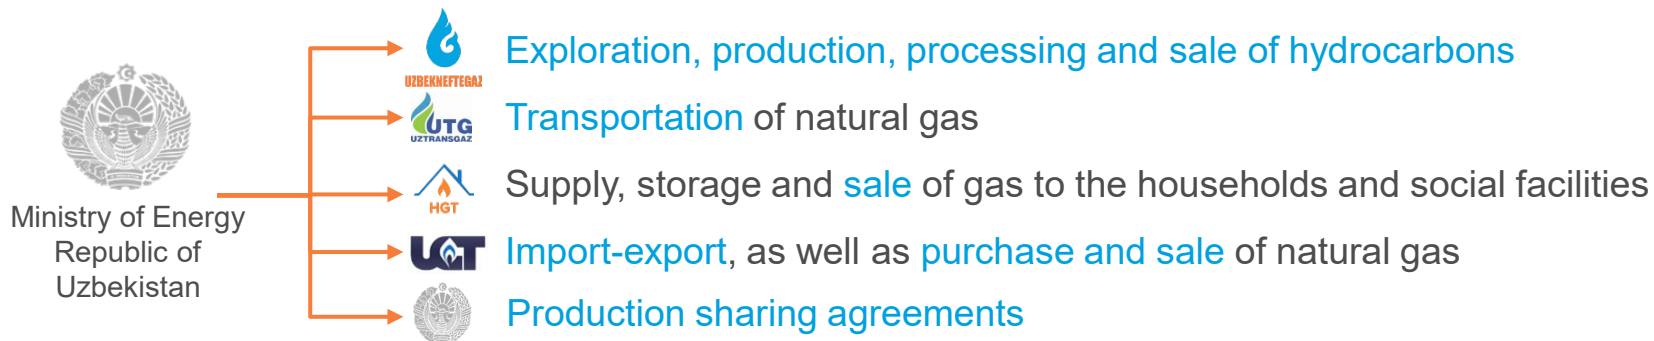 Ministry of Energy
Republic of
Uzbekistan
UZBEKNEFTEGAZ
Exploration, production, processing and sale of hydrocarbons
UTG
UZTRANSGAZ
Transportation of natural gas
HGT
Supply, storage and sale of gas to the households and social facilities
UGT
Import-export, as well as purchase and sale of natural gas
Production sharing agreements